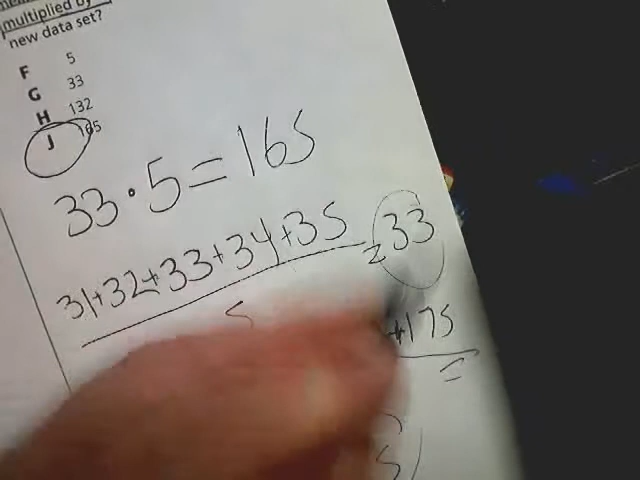 multiplied by
new data set?
F 5
G 33
H 132
J 165
33 · 5 = 165
31+32+33+34+35 = 33
5
+175
=
5